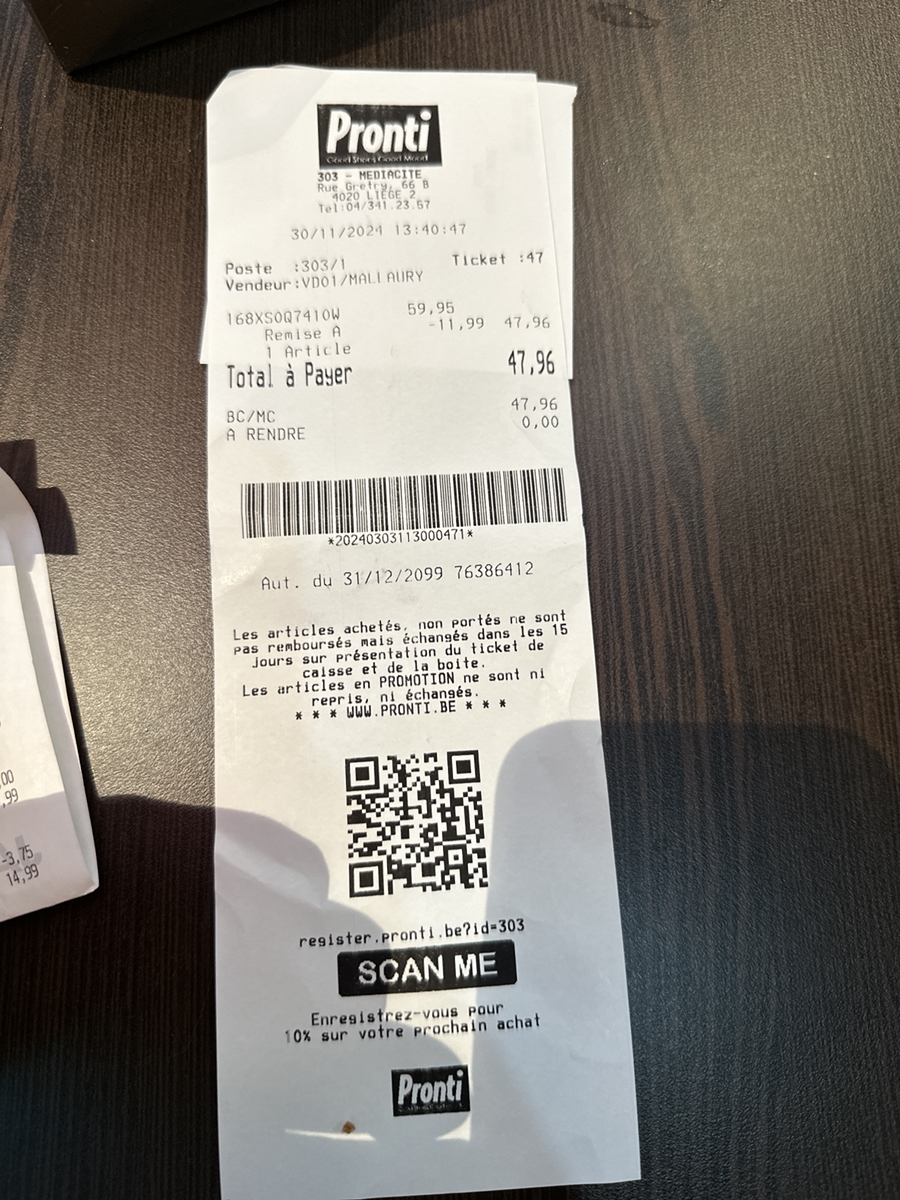 Pronti
Good Shoes Good Mood
303 - MEDIACITE
Rue Gretry, 66 B
4020 LIEGE 2
Tel:04/341.23.57
30/11/2024 13:40:47
Poste :303/1 Ticket :47
Vendeur:VD01/MALLAURY
168XS0Q7410W 59,95
Remise A -11,99 47,96
1 Article
Total à Payer 47,96
BC/MC 47,96
A RENDRE 0,00
*20240303113000471*
Aut. du 31/12/2099 76386412
Les articles achetés, non portés ne sont
pas remboursés mais échangés dans les 15
Jours sur présentation du ticket de
caisse et de la boite.
Les articles en PROMOTION ne sont ni
repris, ni échangés.
* * * WWW.PRONTI.BE * * *
register.pronti.be?id=303
SCAN ME
Enregistrez-vous pour
10% sur votre prochain achat
Pronti
,00
,99
-3,75
14,99